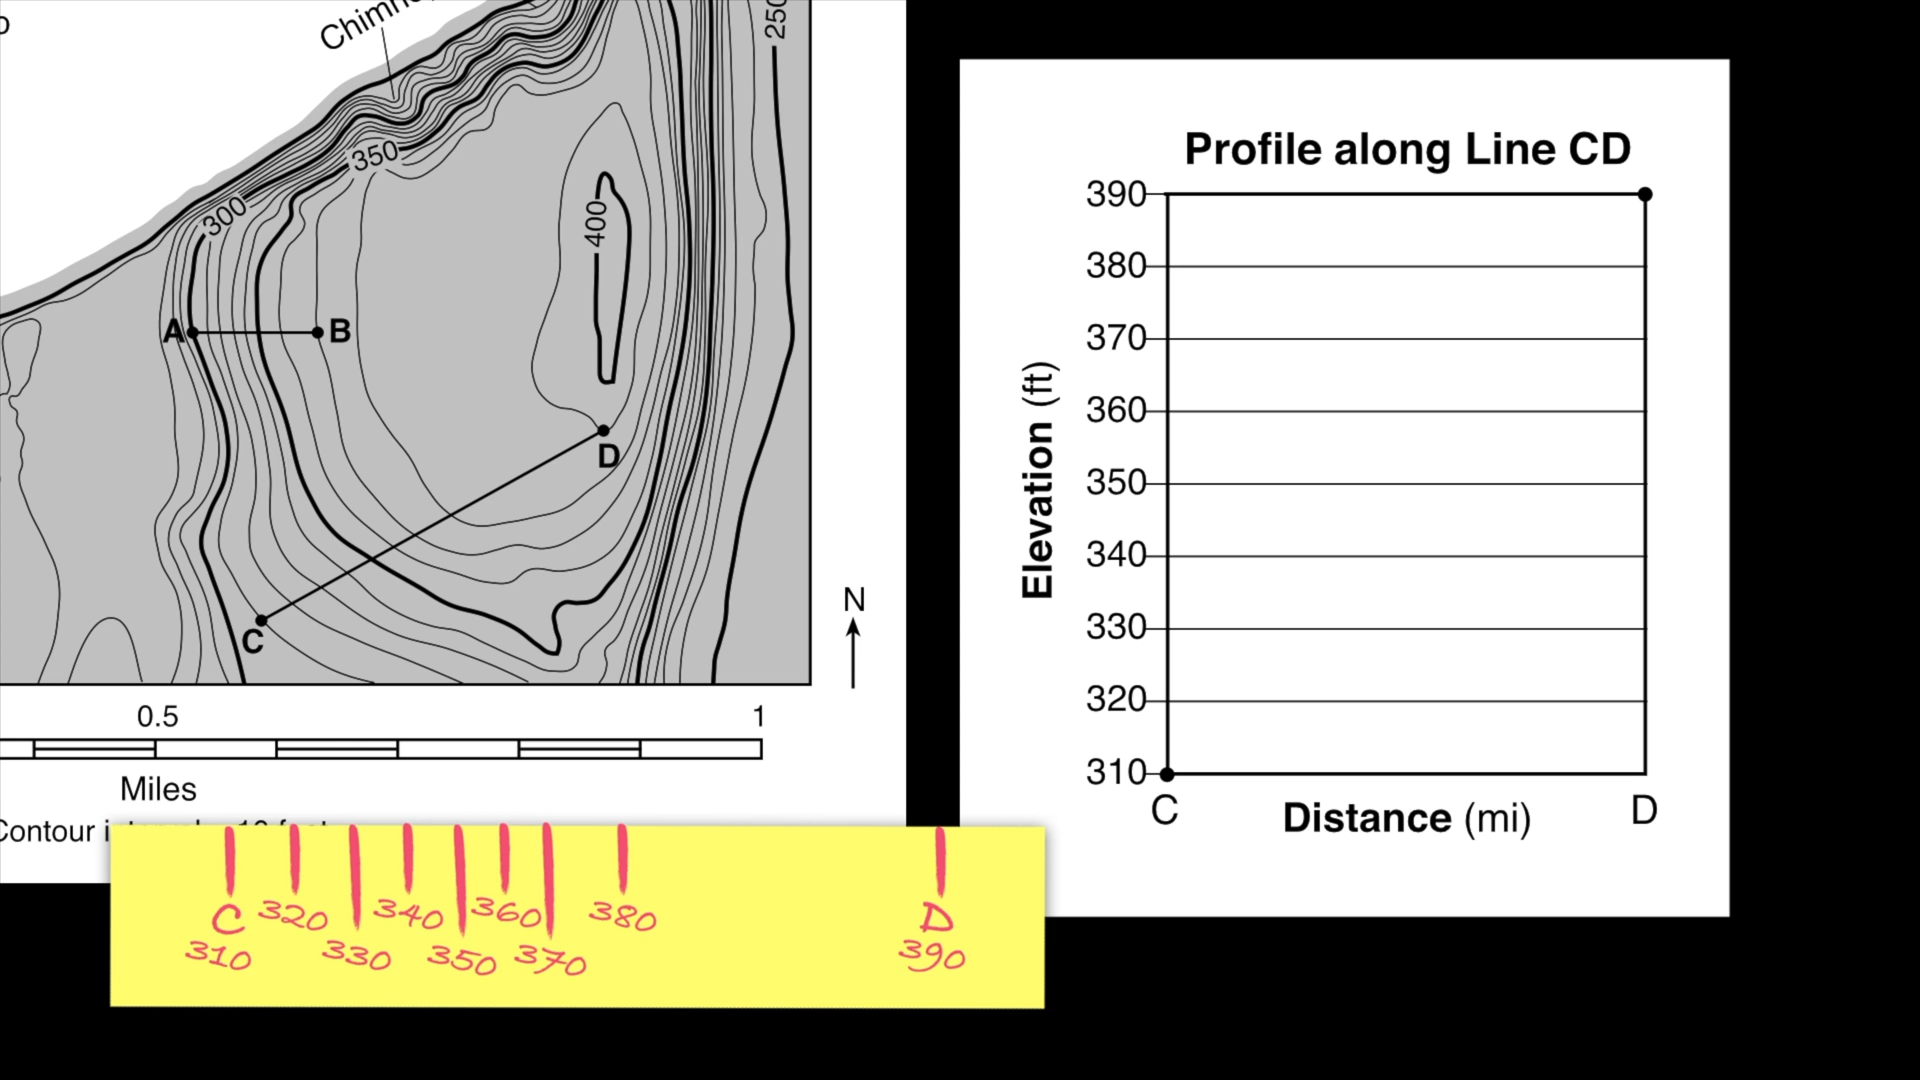 Chimn
250
350
300
400
A
B
D
C
N
0.5
1
Miles
Contour
C
320
340
360
380
D
310
330
350
370
390
Profile along Line CD
390
380
370
360
350
340
330
320
310
Elevation (ft)
C
Distance (mi)
D